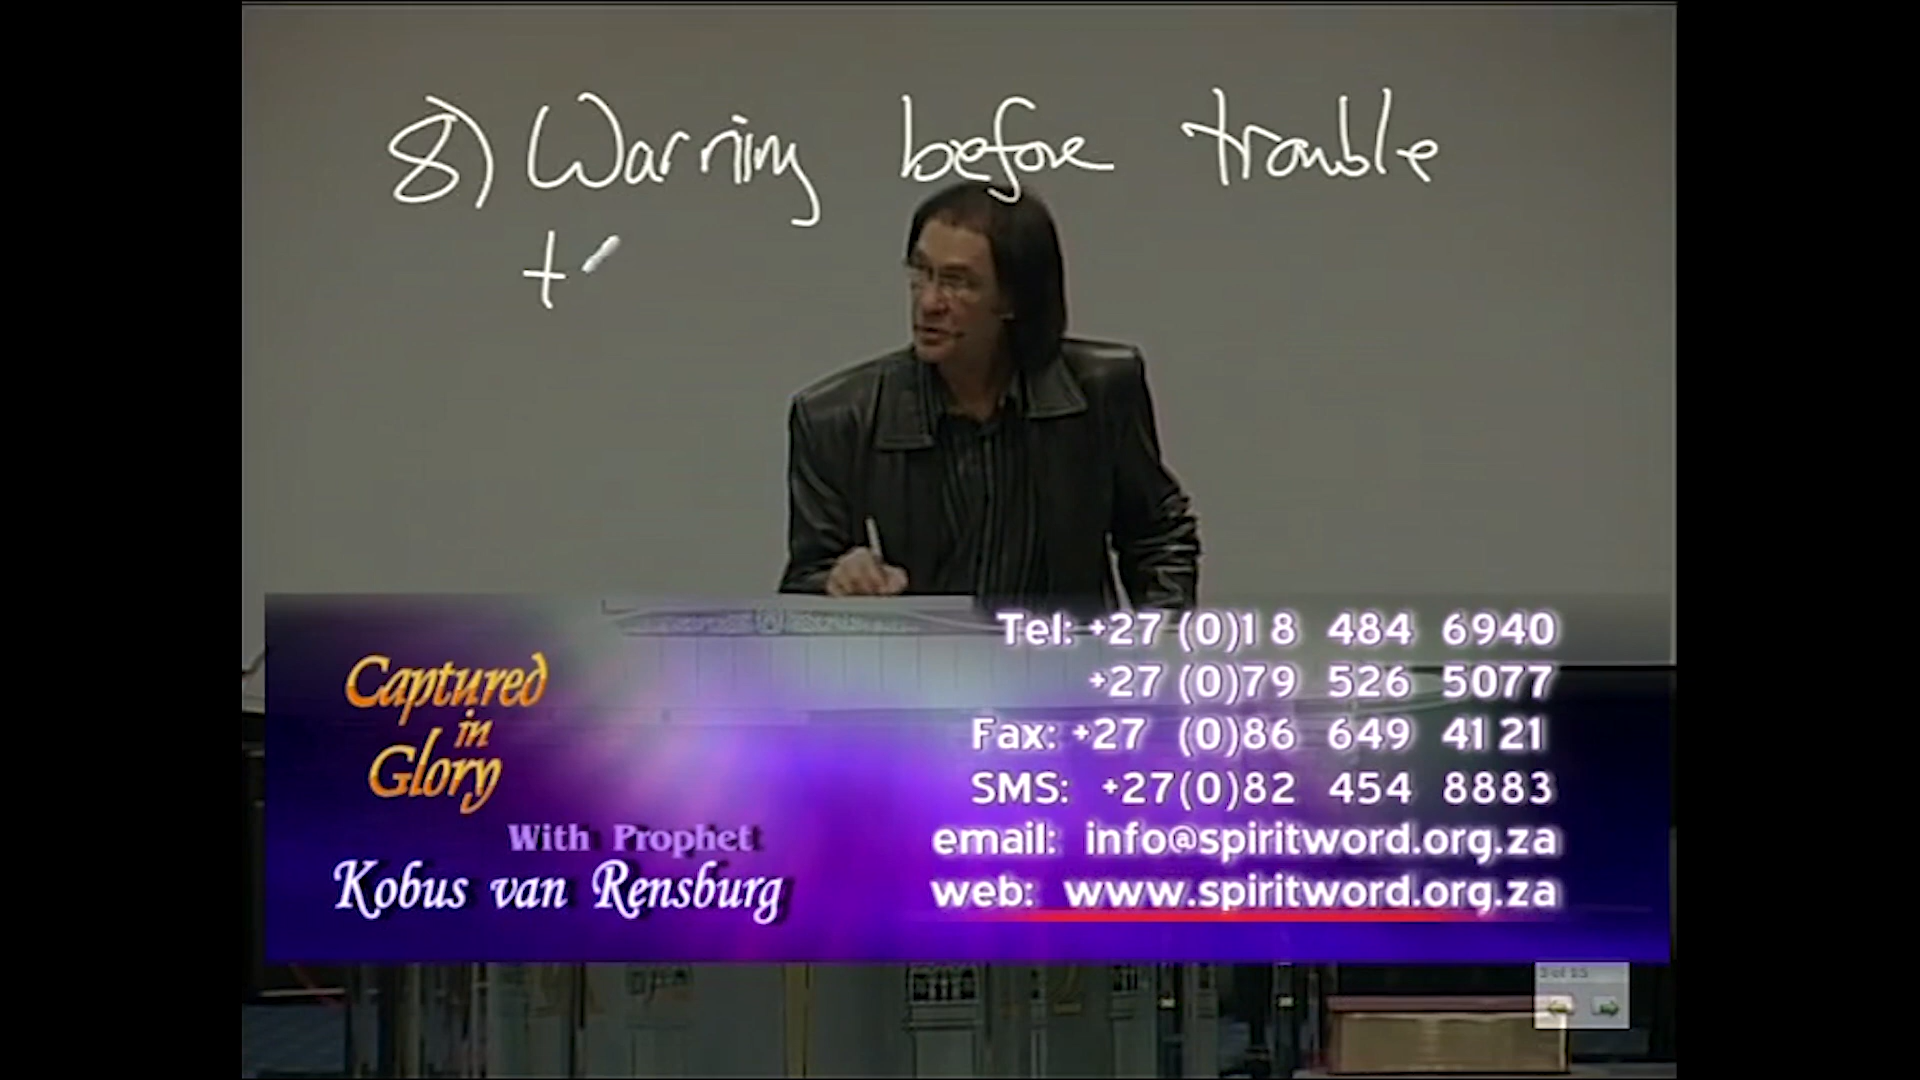 8) Warning before trouble
+
Captured
in
Glory
With Prophet
Kobus van Rensburg
Tel: +27 (0)18 484 6940
+27 (0)79 526 5077
Fax: +27 (0)86 649 4121
SMS: +27(0)82 454 8883
email: info@spiritword.org.za
web: www.spiritword.org.za